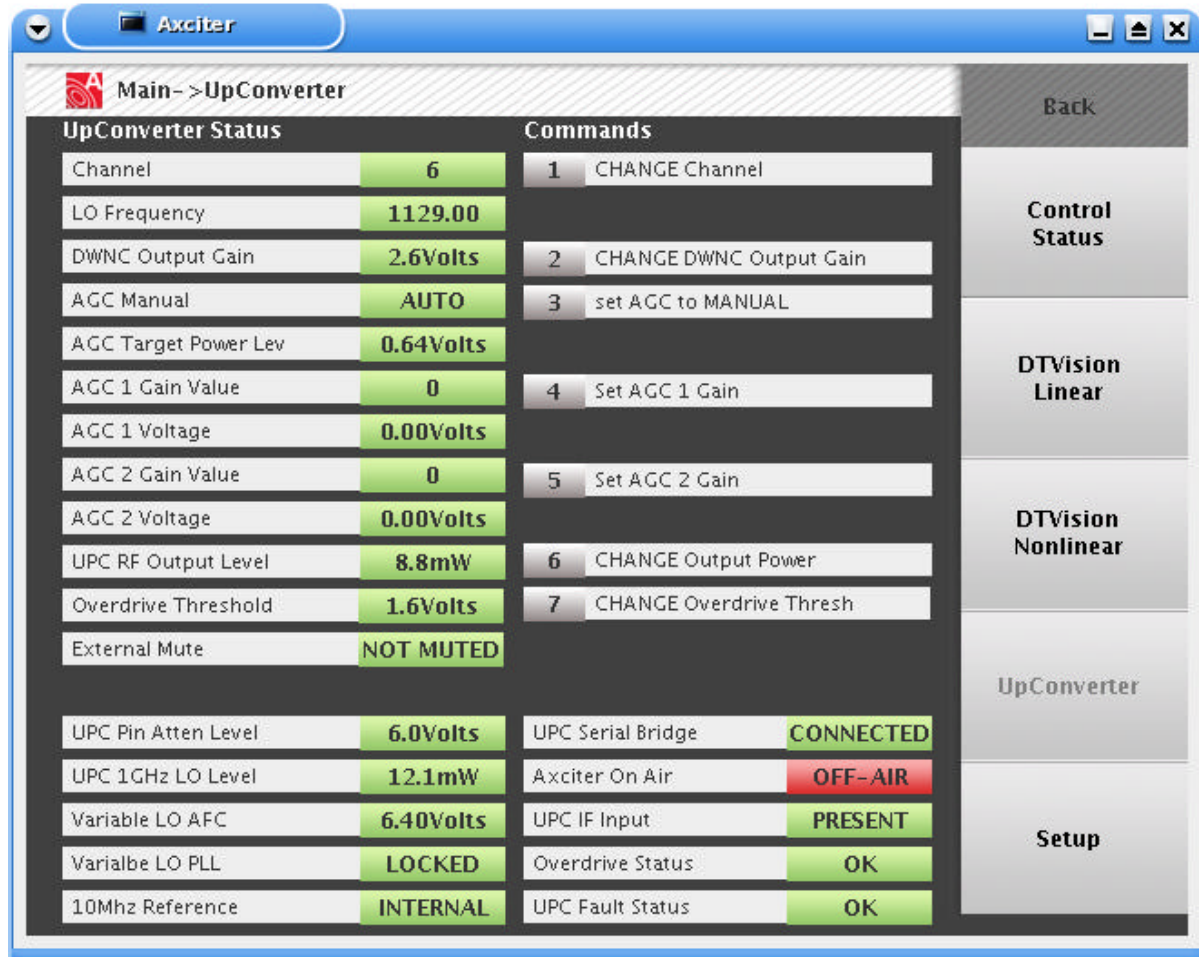 Axciter
Main->UpConverter
Back
UpConverter Status
Commands
Channel 6 1 CHANGE Channel
LO Frequency 1129.00
DWNC Output Gain 2.6Volts 2 CHANGE DWNC Output Gain
AGC Manual AUTO 3 set AGC to MANUAL
AGC Target Power Lev 0.64Volts
AGC 1 Gain Value 0 4 Set AGC 1 Gain
AGC 1 Voltage 0.00Volts
AGC 2 Gain Value 0 5 Set AGC 2 Gain
AGC 2 Voltage 0.00Volts
UPC RF Output Level 8.8mW 6 CHANGE Output Power
Overdrive Threshold 1.6Volts 7 CHANGE Overdrive Thresh
External Mute NOT MUTED
UPC Pin Atten Level 6.0Volts UPC Serial Bridge CONNECTED
UPC 1GHz LO Level 12.1mW Axciter On Air OFF-AIR
Variable LO AFC 6.40Volts UPC IF Input PRESENT
Varialbe LO PLL LOCKED Overdrive Status OK
10Mhz Reference INTERNAL UPC Fault Status OK
Control
Status
DTVision
Linear
DTVision
Nonlinear
UpConverter
Setup